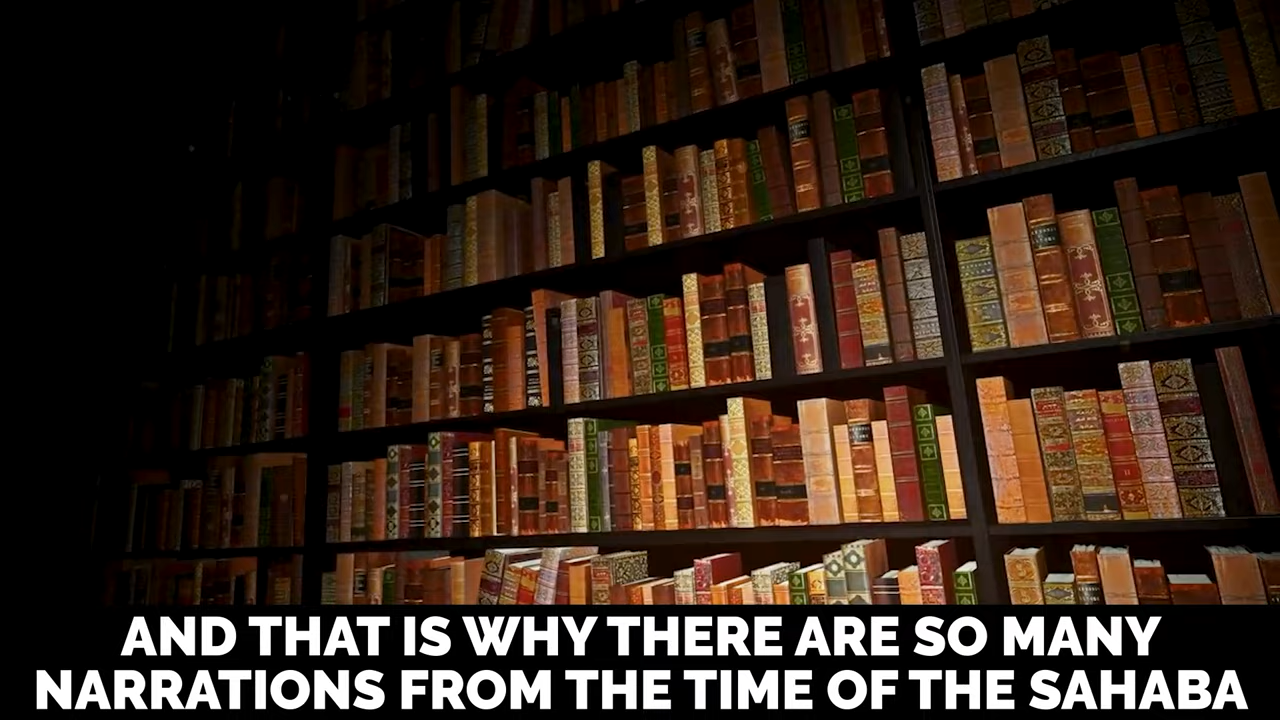 AND THAT IS WHY THERE ARE SO MANY
NARRATIONS FROM THE TIME OF THE SAHABA